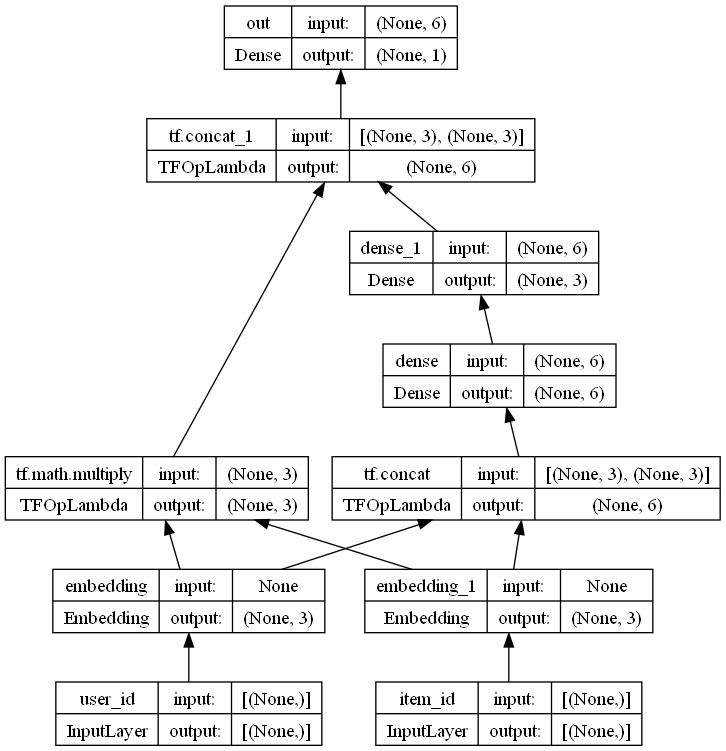 out input: (None, 6)
Dense output: (None, 1)
tf.concat_1 input: [(None, 3), (None, 3)]
TFOpLambda output: (None, 6)
dense_1 input: (None, 6)
Dense output: (None, 3)
dense input: (None, 6)
Dense output: (None, 6)
tf.math.multiply input: (None, 3)
TFOpLambda output: (None, 3)
tf.concat input: [(None, 3), (None, 3)]
TFOpLambda output: (None, 6)
embedding input: None
Embedding output: (None, 3)
embedding_1 input: None
Embedding output: (None, 3)
user_id input: [(None,)]
InputLayer output: [(None,)]
item_id input: [(None,)]
InputLayer output: [(None,)]